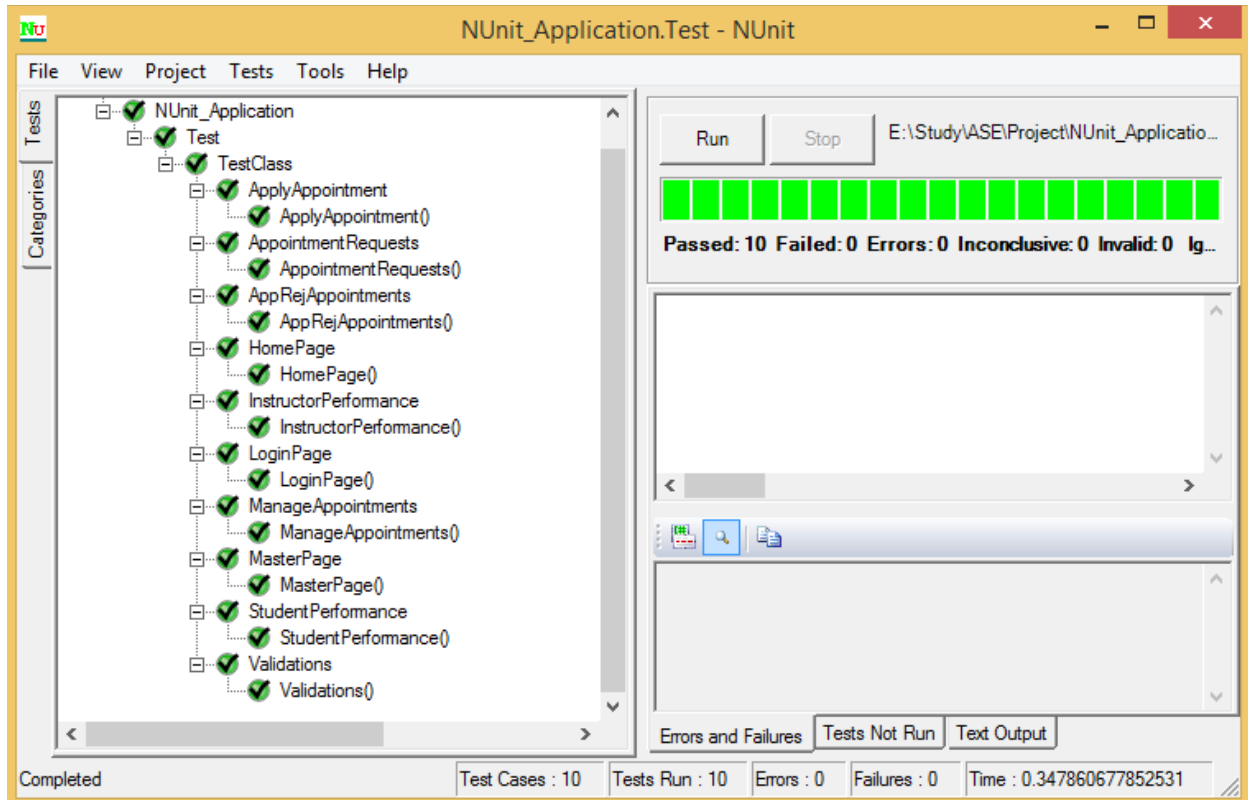 NU NUnit_Application.Test - NUnit
File View Project Tests Tools Help
Tests
Categories
NUnit_Application
Test
TestClass
ApplyAppointment
ApplyAppointment()
AppointmentRequests
AppointmentRequests()
AppRejAppointments
AppRejAppointments()
HomePage
HomePage()
InstructorPerformance
InstructorPerformance()
LoginPage
LoginPage()
ManageAppointments
ManageAppointments()
MasterPage
MasterPage()
StudentPerformance
StudentPerformance()
Validations
Validations()
Run Stop E:\Study\ASE\Project\NUnit_Applicatio...
Passed: 10 Failed: 0 Errors: 0 Inconclusive: 0 Invalid: 0 Ig...
Errors and Failures Tests Not Run Text Output
Completed Test Cases : 10 Tests Run : 10 Errors : 0 Failures : 0 Time : 0.347860677852531